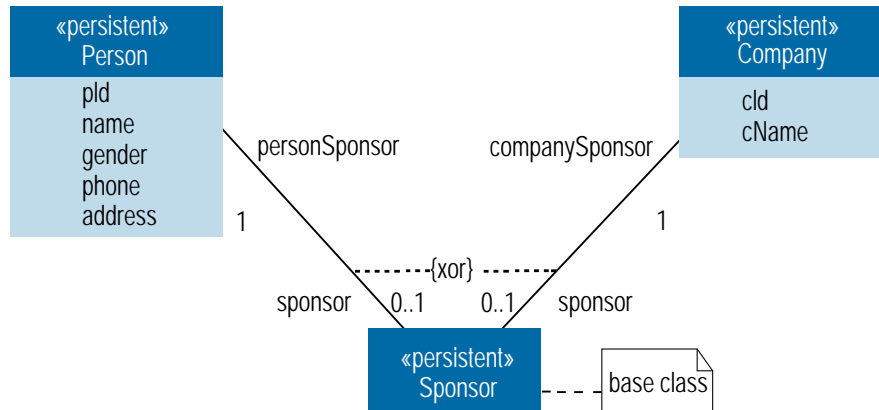 «persistent»
Person
pId
name
gender
phone
address
«persistent»
Company
cId
cName
personSponsor
companySponsor
1
1
{xor}
sponsor
0..1
0..1
sponsor
«persistent»
Sponsor
base class